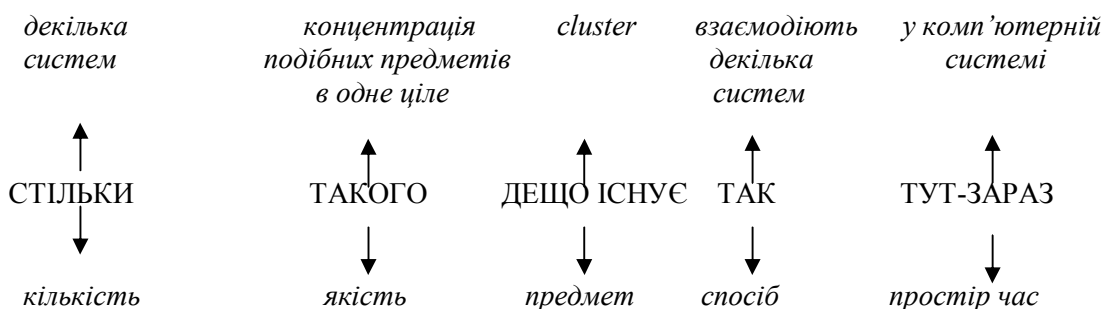 декілька концентрація cluster взаємодіють у комп’ютерній
систем подібних предметів декілька системі
в одне ціле систем
СТІЛЬКИ ТАКОГО ДЕЩО ІСНУЄ ТАК ТУТ-ЗАРАЗ
кількість якість предмет спосіб простір час